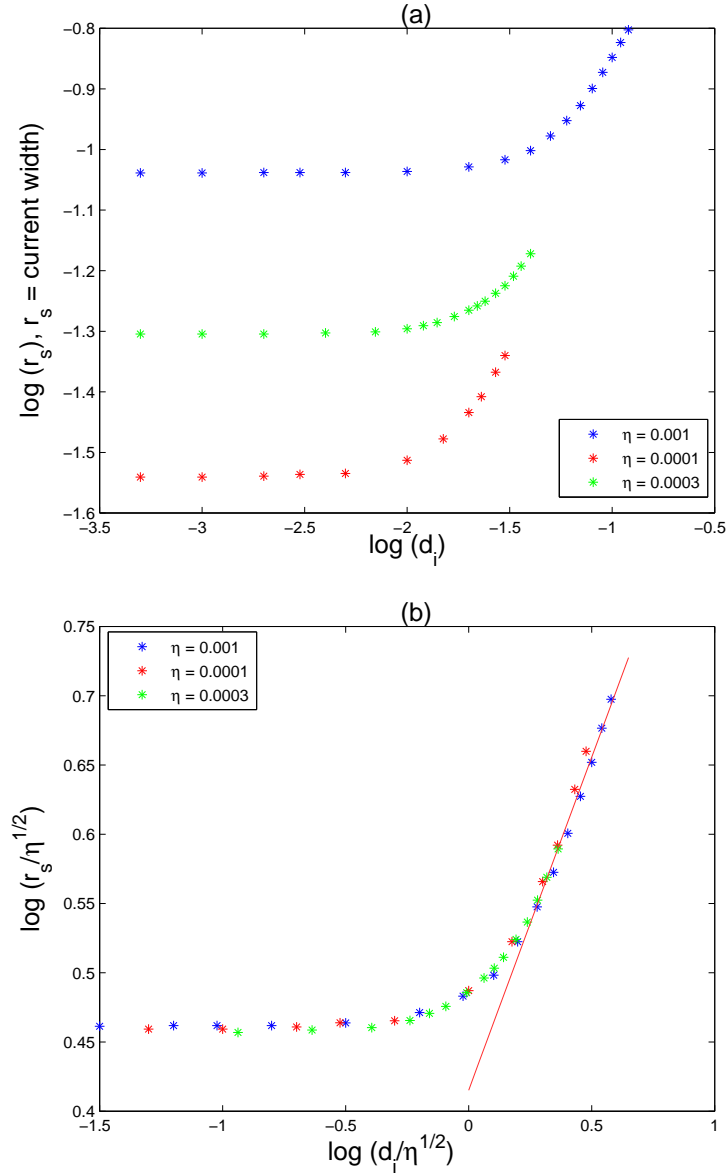 (a)
−0.8
−0.9
−1
−1.1
−1.2
−1.3
−1.4
−1.5
−1.6
log (r_s), r_s = current width)
η = 0.001
η = 0.0001
η = 0.0003
−3.5 −3 −2.5 −2 −1.5 −1 −0.5
log (d_i)
(b)
0.75
0.7
0.65
0.6
0.55
0.5
0.45
0.4
log (r_s/η^{1/2})
η = 0.001
η = 0.0001
η = 0.0003
−1.5 −1 −0.5 0 0.5 1
log (d_i/η^{1/2})